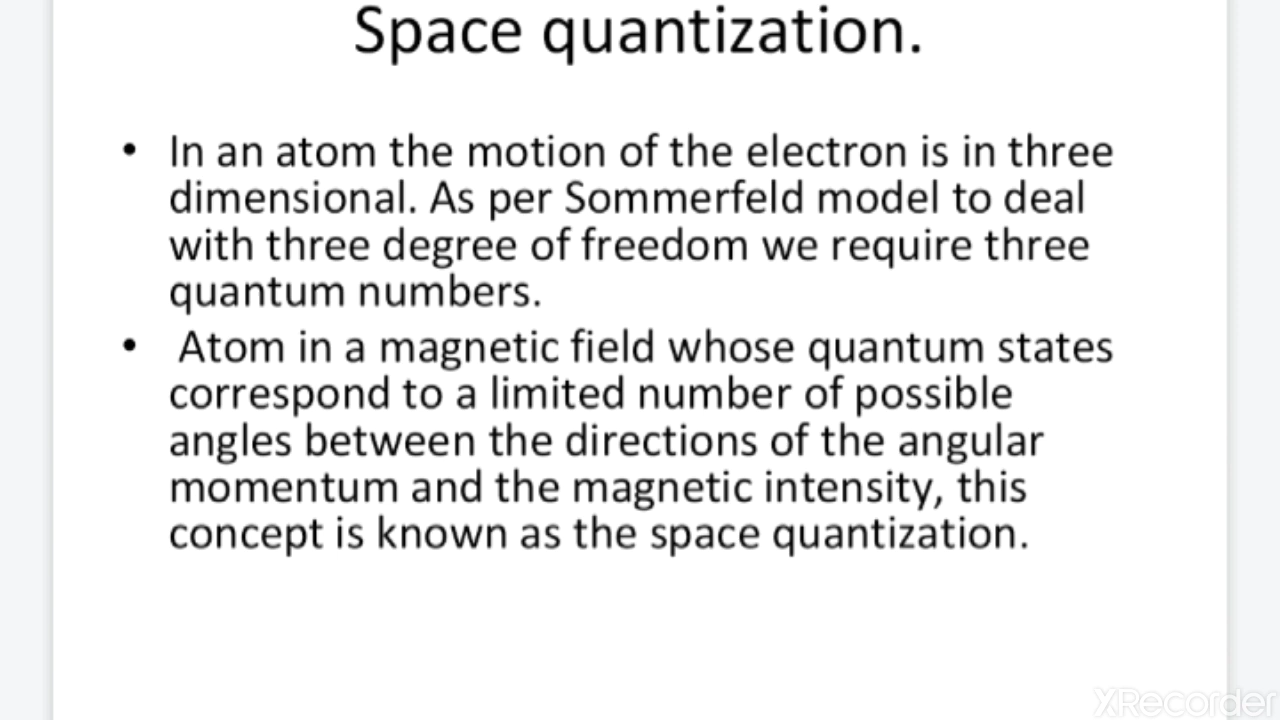 Space quantization.
• In an atom the motion of the electron is in three
dimensional. As per Sommerfeld model to deal
with three degree of freedom we require three
quantum numbers.
• Atom in a magnetic field whose quantum states
correspond to a limited number of possible
angles between the directions of the angular
momentum and the magnetic intensity, this
concept is known as the space quantization.
XRecorder